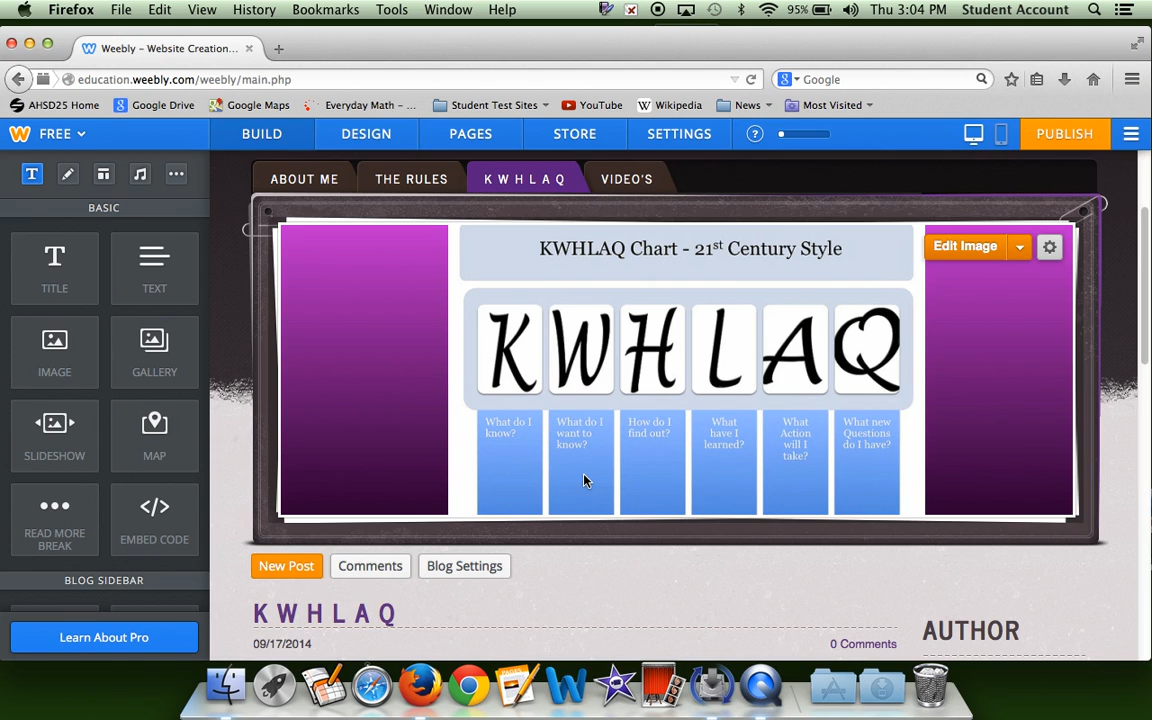 Firefox File Edit View History Bookmarks Tools Window Help 95% Thu 3:04 PM Student Account
Weebly - Website Creation...
education.weebly.com/weebly/main.php Google
AHSD25 Home Google Drive Google Maps Everyday Math - ... Student Test Sites YouTube Wikipedia News Most Visited
FREE BUILD DESIGN PAGES STORE SETTINGS ? PUBLISH
ABOUT ME THE RULES K W H L A Q VIDEO'S
BASIC
TITLE TEXT
IMAGE GALLERY
SLIDESHOW MAP
READ MORE BREAK EMBED CODE
BLOG SIDEBAR
Learn About Pro
KWHLAQ Chart - 21st Century Style
Edit Image
K W H L A Q
What do I know?
What do I want to know?
How do I find out?
What have I learned?
What Action will I take?
What new Questions do I have?
New Post Comments Blog Settings
K W H L A Q
09/17/2014 0 Comments
AUTHOR